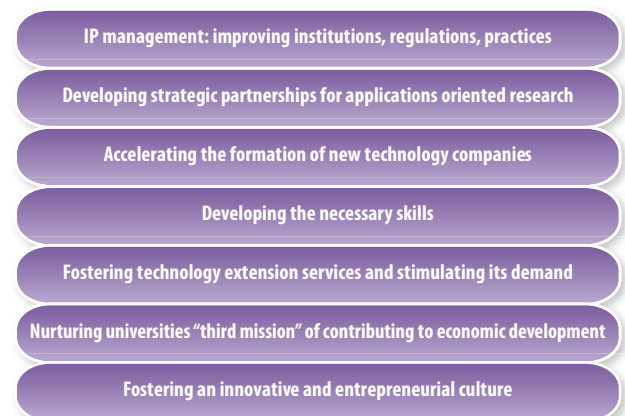 IP management: improving institutions, regulations, practices
Developing strategic partnerships for applications oriented research
Accelerating the formation of new technology companies
Developing the necessary skills
Fostering technology extension services and stimulating its demand
Nurturing universities “third mission” of contributing to economic development
Fostering an innovative and entrepreneurial culture